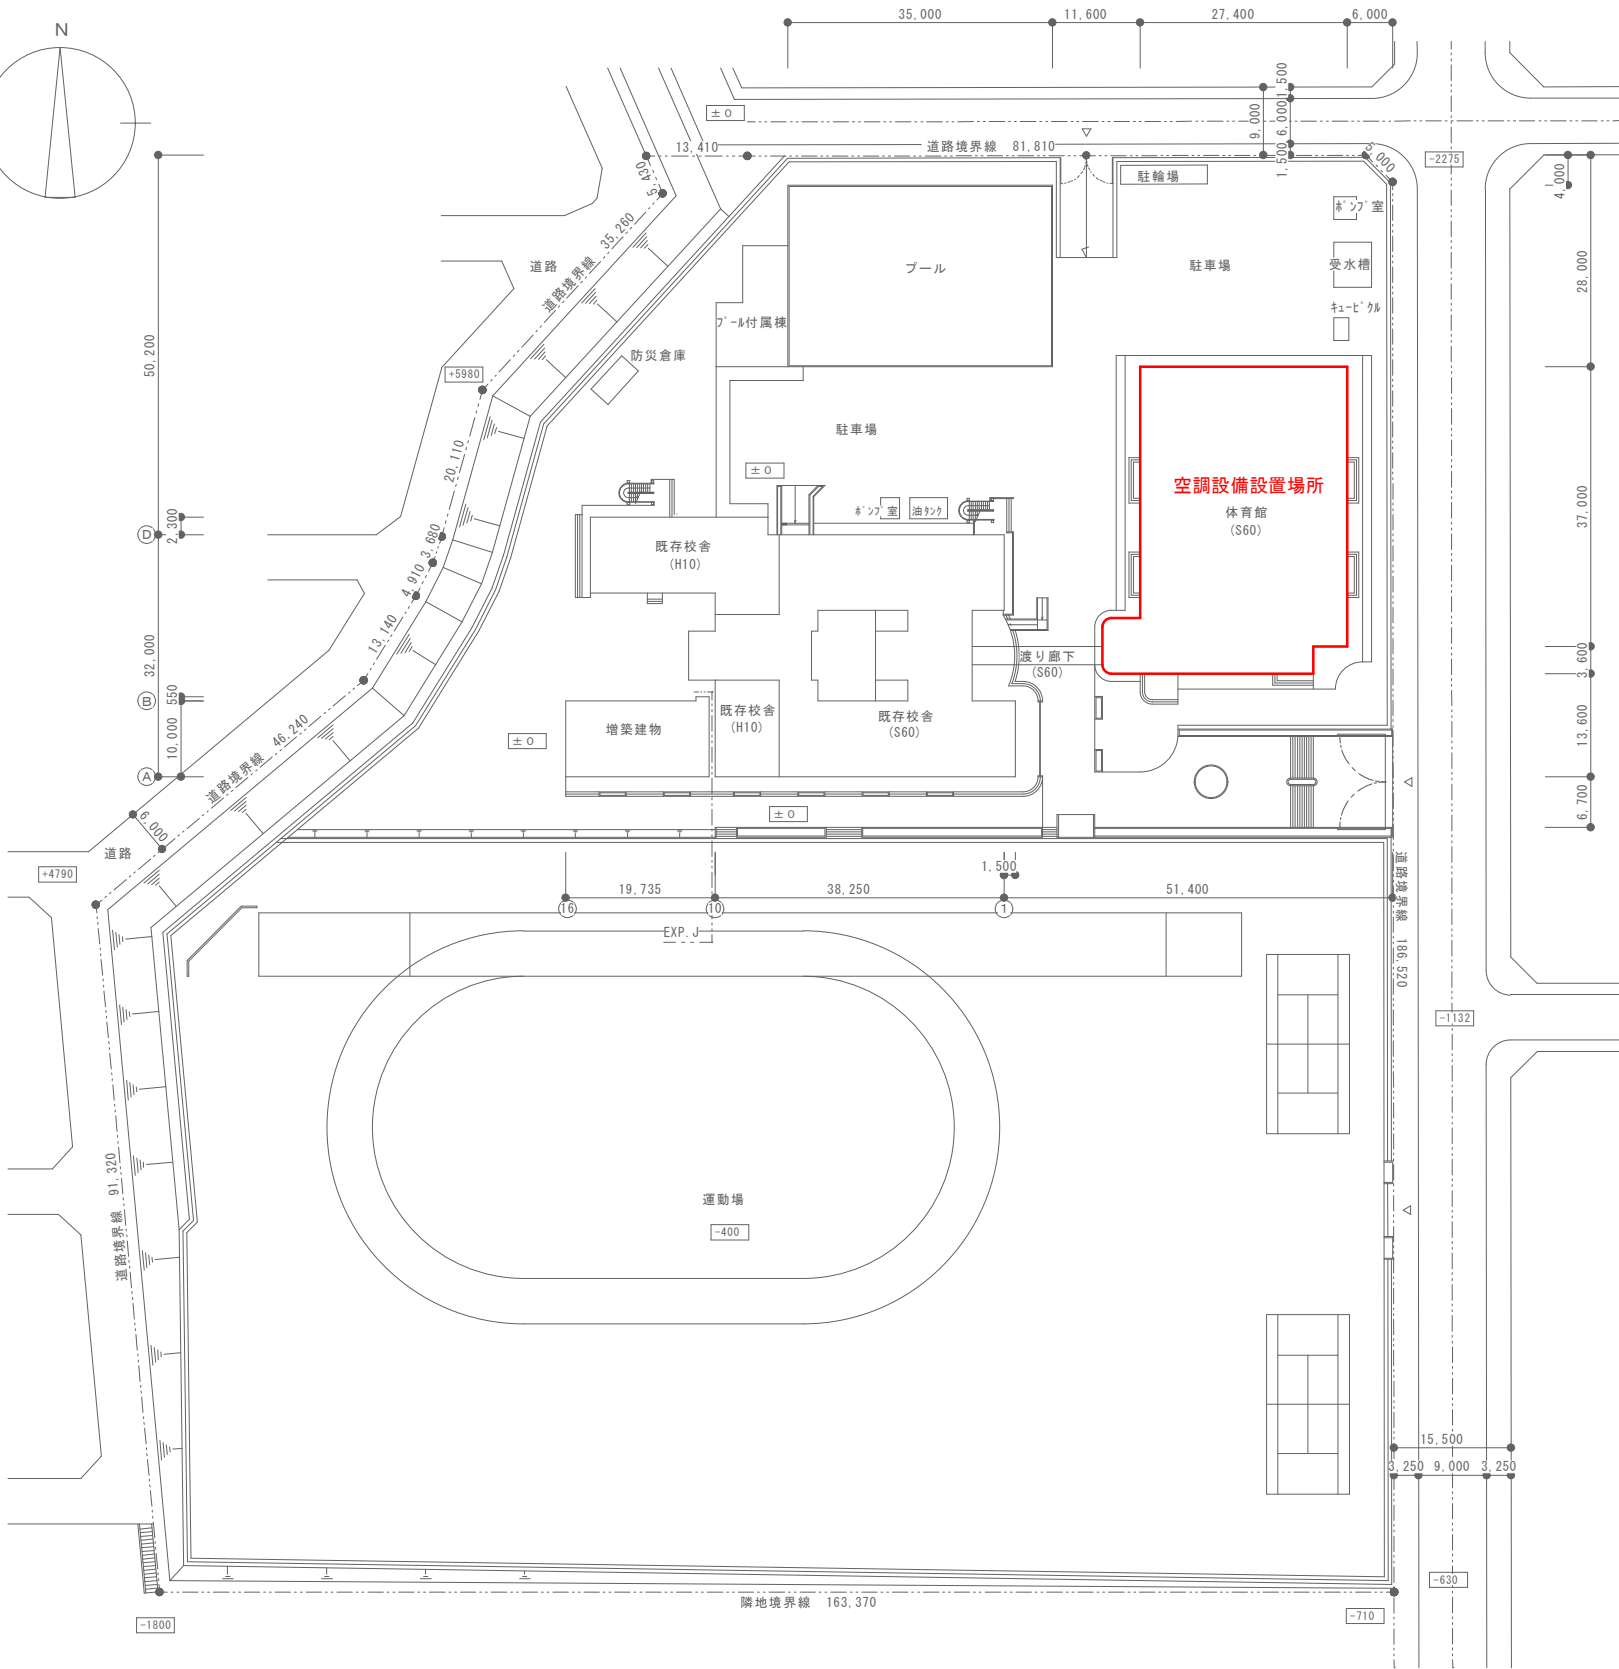 N
35,000
11,600
27,400
6,000
1,500
9,000
6,000
1,500
±0
道路境界線 81,810
13,410
5,430
5,000
-2275
4,000
駐輪場
ポンプ室
受水槽
キュービクル
駐車場
プール
プール付属棟
防災倉庫
道路
道路境界線 35,260
+5980
28,000
50,200
駐車場
±0
20,110
3,680
4,910
13,140
D
2,300
ポンプ室
油タンク
空調設備設置場所
体育館
(S60)
37,000
既存校舎
(H10)
32,000
渡り廊下
(S60)
3,600
B
550
10,000
A
増築建物
既存校舎
(H10)
既存校舎
(S60)
13,600
±0
道路境界線 46,240
6,700
±0
6,000
道路
+4790
1,500
19,735
38,250
51,400
16
10
1
EXP.J
道路境界線 186,520
-1132
運動場
-400
道路境界線 91,320
15,500
3,250
9,000
3,250
-630
隣地境界線 163,370
-710
-1800